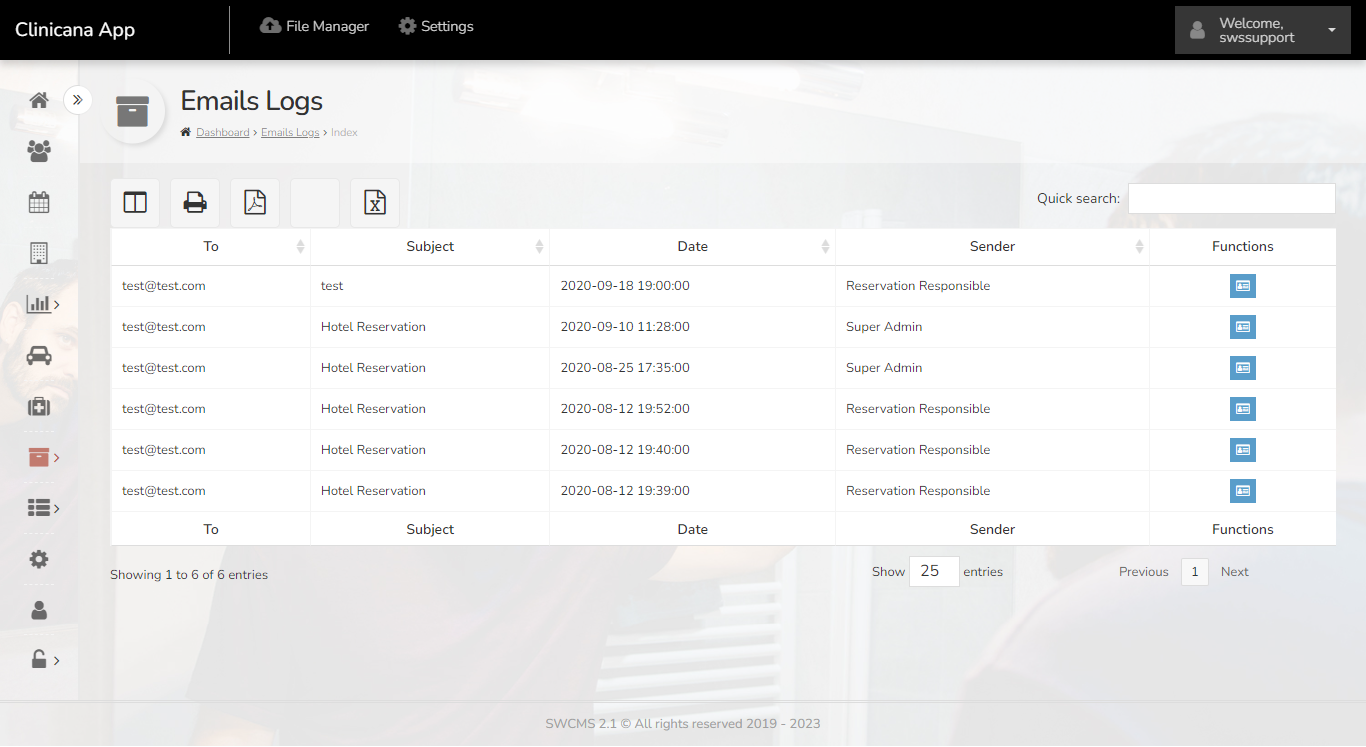 Clinicana App
File Manager
Settings
Welcome,
swssupport
Emails Logs
Dashboard › Emails Logs › Index
Quick search:
To Subject Date Sender Functions
test@test.com test 2020-09-18 19:00:00 Reservation Responsible
test@test.com Hotel Reservation 2020-09-10 11:28:00 Super Admin
test@test.com Hotel Reservation 2020-08-25 17:35:00 Super Admin
test@test.com Hotel Reservation 2020-08-12 19:52:00 Reservation Responsible
test@test.com Hotel Reservation 2020-08-12 19:40:00 Reservation Responsible
test@test.com Hotel Reservation 2020-08-12 19:39:00 Reservation Responsible
To Subject Date Sender Functions
Showing 1 to 6 of 6 entries
Show 25 entries
Previous 1 Next
SWCMS 2.1 © All rights reserved 2019 - 2023